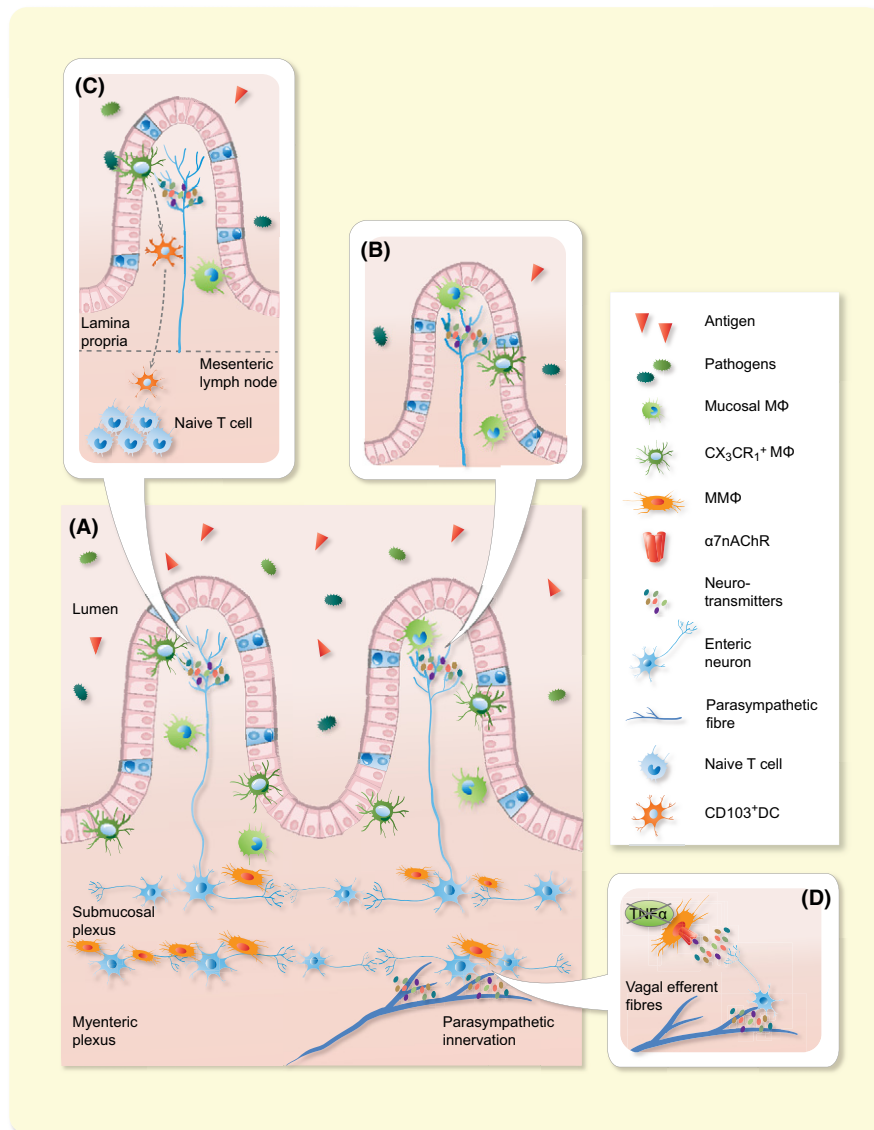 (C)
Lamina
propria
Mesenteric
lymph node
Naive T cell
(B)
Antigen
Pathogens
Mucosal MΦ
CX₃CR₁⁺ MΦ
MMΦ
α7nAChR
Neuro-
transmitters
Enteric
neuron
Parasympathetic
fibre
Naive T cell
CD103⁺DC
(A)
Lumen
Submucosal
plexus
Myenteric
plexus
Parasympathetic
innervation
(D)
TNFα
Vagal efferent
fibres